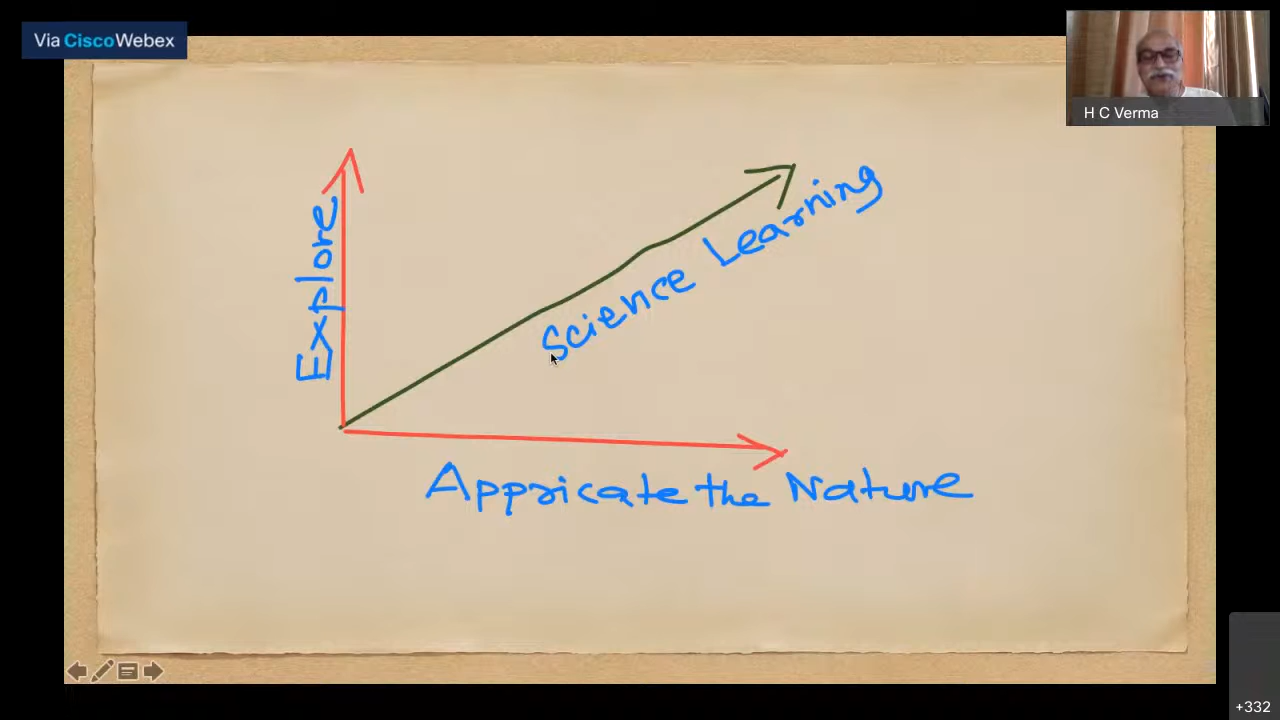 Via CiscoWebex
H C Verma
Explore
Science Learning
Appricate the Nature
+332